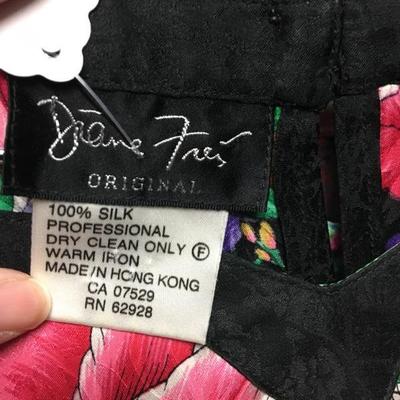 Diane Freis
ORIGINAL
100% SILK
PROFESSIONAL
DRY CLEAN ONLY Ⓕ
WARM IRON
MADE IN HONG KONG
CA 07529
RN 62928